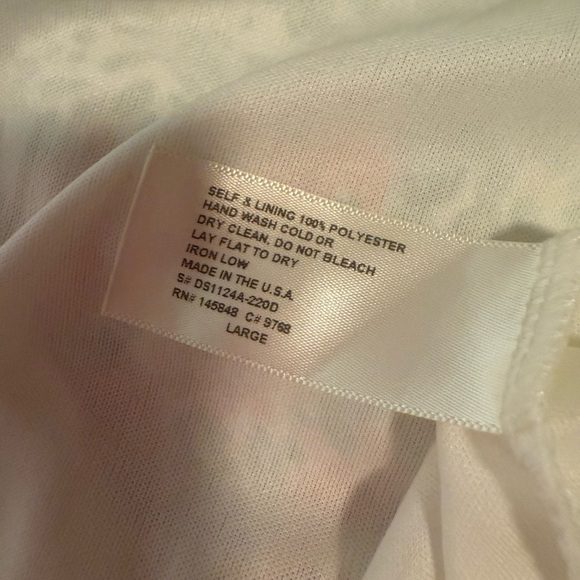 SELF & LINING 100% POLYESTER
HAND WASH COLD OR
DRY CLEAN, DO NOT BLEACH
LAY FLAT TO DRY
IRON LOW
MADE IN THE U.S.A.
S# DS1124A-220D
RN# 145848 C# 9768
LARGE